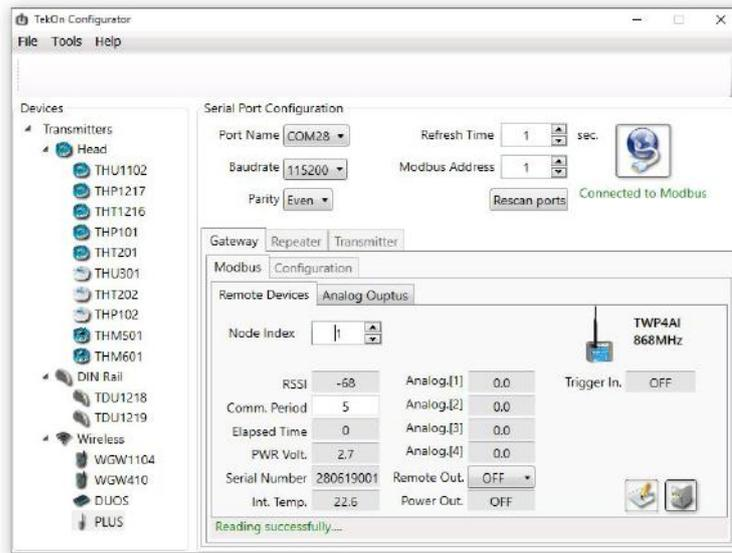 TekOn Configurator
File Tools Help
Devices
Transmitters
Head
THU1102
THP1217
THT1216
THP101
THT201
THU301
THT202
THP102
THM501
THM601
DIN Rail
TDU1218
TDU1219
Wireless
WGW1104
WGW410
DUOS
PLUS
Serial Port Configuration
Port Name COM28 Refresh Time 1 sec.
Baudrate 115200 Modbus Address 1
Parity Even Rescan ports Connected to Modbus
Gateway Repeater Transmitter
Modbus Configuration
Remote Devices Analog Ouptus
Node Index 1 TWP4AI
868MHz
RSSI -68 Analog.[1] 0.0 Trigger In. OFF
Comm. Period 5 Analog.[2] 0.0
Elapsed Time 0 Analog.[3] 0.0
PWR Volt. 2.7 Analog.[4] 0.0
Serial Number 280619001 Remote Out. OFF
Int. Temp. 22.6 Power Out. OFF
Reading successfully....